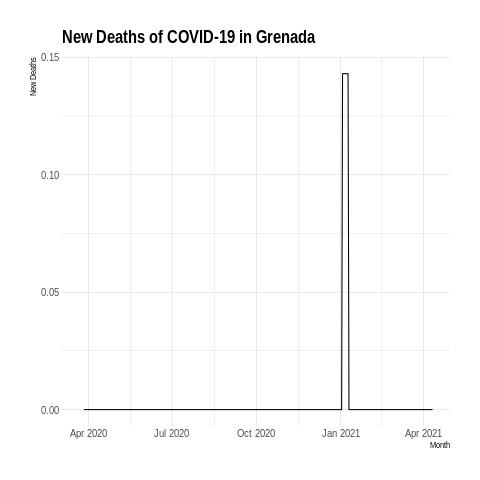 New Deaths of COVID-19 in Grenada
New Deaths
0.15
0.10
0.05
0.00
Apr 2020
Jul 2020
Oct 2020
Jan 2021
Apr 2021
Month